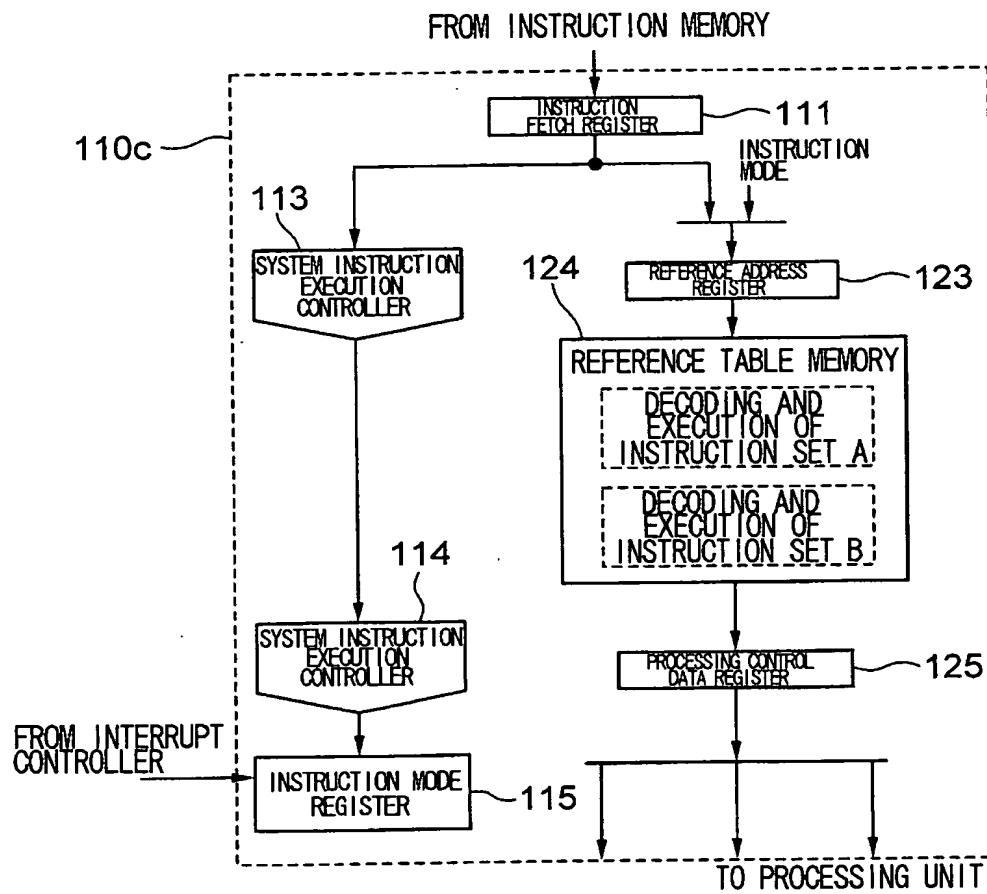 FROM INSTRUCTION MEMORY
INSTRUCTION
FETCH REGISTER
111
110c
INSTRUCTION
MODE
113
SYSTEM INSTRUCTION
EXECUTION
CONTROLLER
124
REFERENCE ADDRESS
REGISTER
123
REFERENCE TABLE MEMORY
DECODING AND
EXECUTION OF
INSTRUCTION SET A
DECODING AND
EXECUTION OF
INSTRUCTION SET B
114
SYSTEM INSTRUCTION
EXECUTION
CONTROLLER
PROCESSING CONTROL
DATA REGISTER
125
FROM INTERRUPT
CONTROLLER
INSTRUCTION MODE
REGISTER
115
TO PROCESSING UNIT